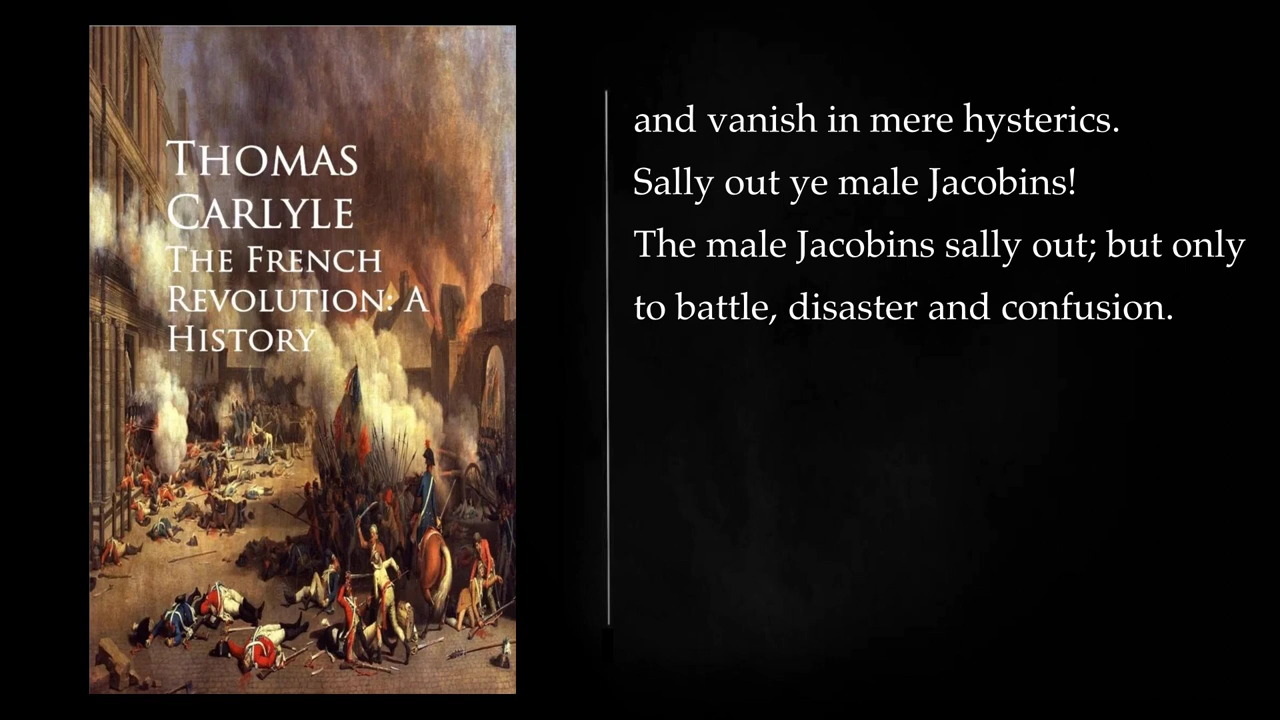 THOMAS
CARLYLE
THE FRENCH
REVOLUTION: A
HISTORY
and vanish in mere hysterics.
Sally out ye male Jacobins!
The male Jacobins sally out; but only
to battle, disaster and confusion.